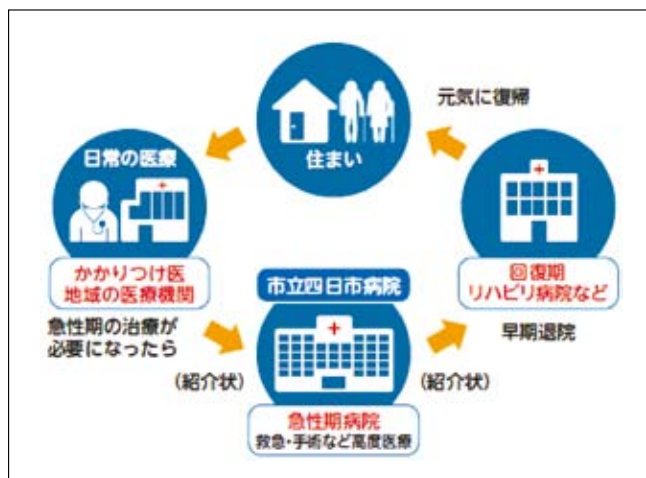 元気に復帰
住まい
日常の医療
かかりつけ医
地域の医療機関
急性期の治療が
必要になったら
(紹介状)
市立四日市病院
急性期病院
救急・手術など高度医療
(紹介状)
早期退院
回復期
リハビリ病院など